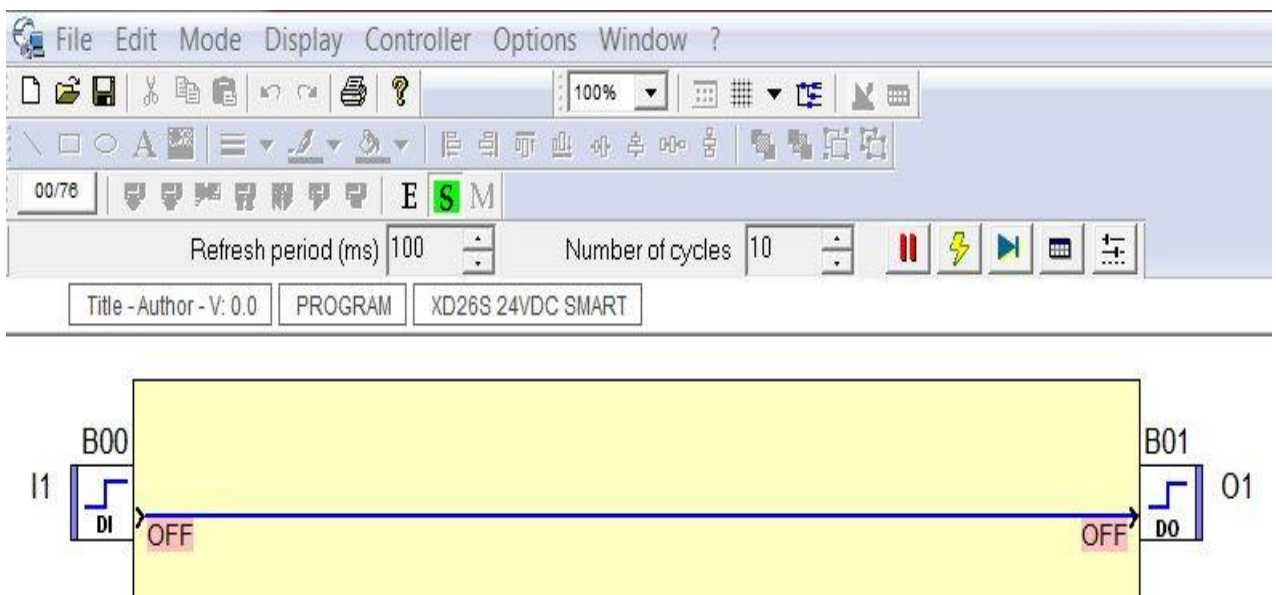 File Edit Mode Display Controller Options Window ?
100%
A
00/76 E S M
Refresh period (ms) 100 Number of cycles 10
Title - Author - V: 0.0 PROGRAM XD26S 24VDC SMART
B00 B01
I1 O1
DI DO
OFF OFF